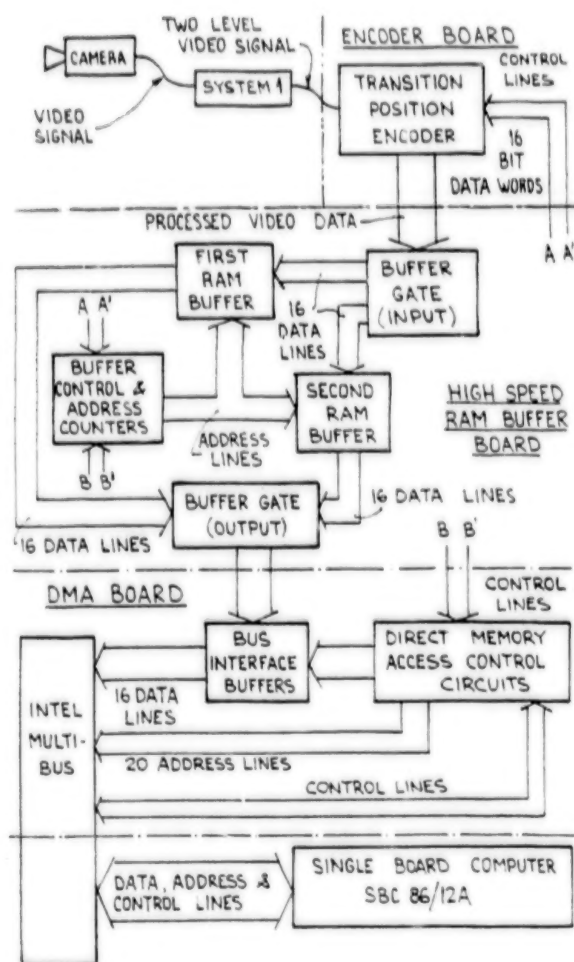 TWO LEVEL
VIDEO SIGNAL
ENCODER BOARD
CAMERA
SYSTEM 1
VIDEO
SIGNAL
TRANSITION
POSITION
ENCODER
CONTROL
LINES
16
BIT
DATA WORDS
A A'
PROCESSED VIDEO DATA
FIRST
RAM
BUFFER
BUFFER
GATE
(INPUT)
16
DATA
LINES
A A'
BUFFER
CONTROL &
ADDRESS
COUNTERS
B B'
ADDRESS
LINES
SECOND
RAM
BUFFER
HIGH SPEED
RAM BUFFER
BOARD
BUFFER GATE
(OUTPUT)
16 DATA LINES
16 DATA LINES
B B'
DMA BOARD
CONTROL
LINES
BUS
INTERFACE
BUFFERS
DIRECT MEMORY
ACCESS CONTROL
CIRCUITS
INTEL
MULTI-
BUS
16 DATA
LINES
20 ADDRESS LINES
CONTROL LINES
DATA, ADDRESS &
CONTROL LINES
SINGLE BOARD COMPUTER
SBC 86/12A